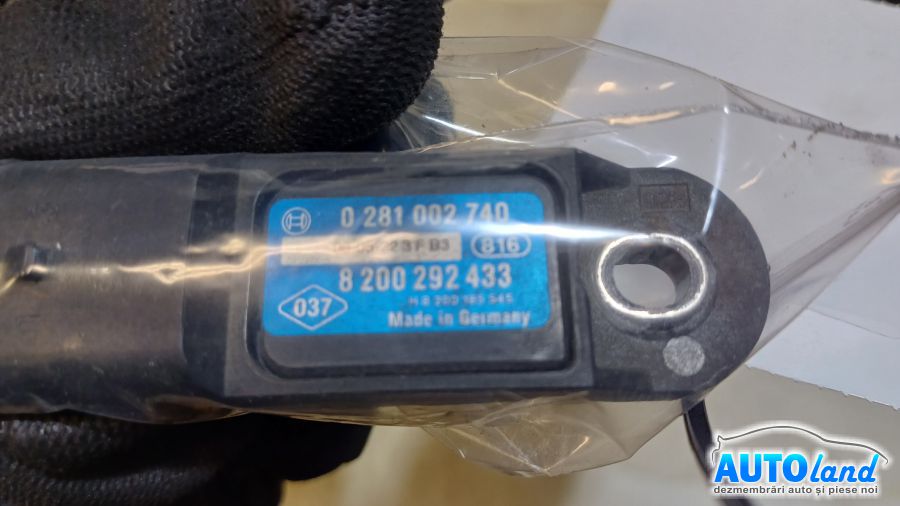 0 281 002 740
816
8 200 292 433
037
H 8 200 183 545
Made in Germany
AUTOland
dezmembrări auto și piese noi